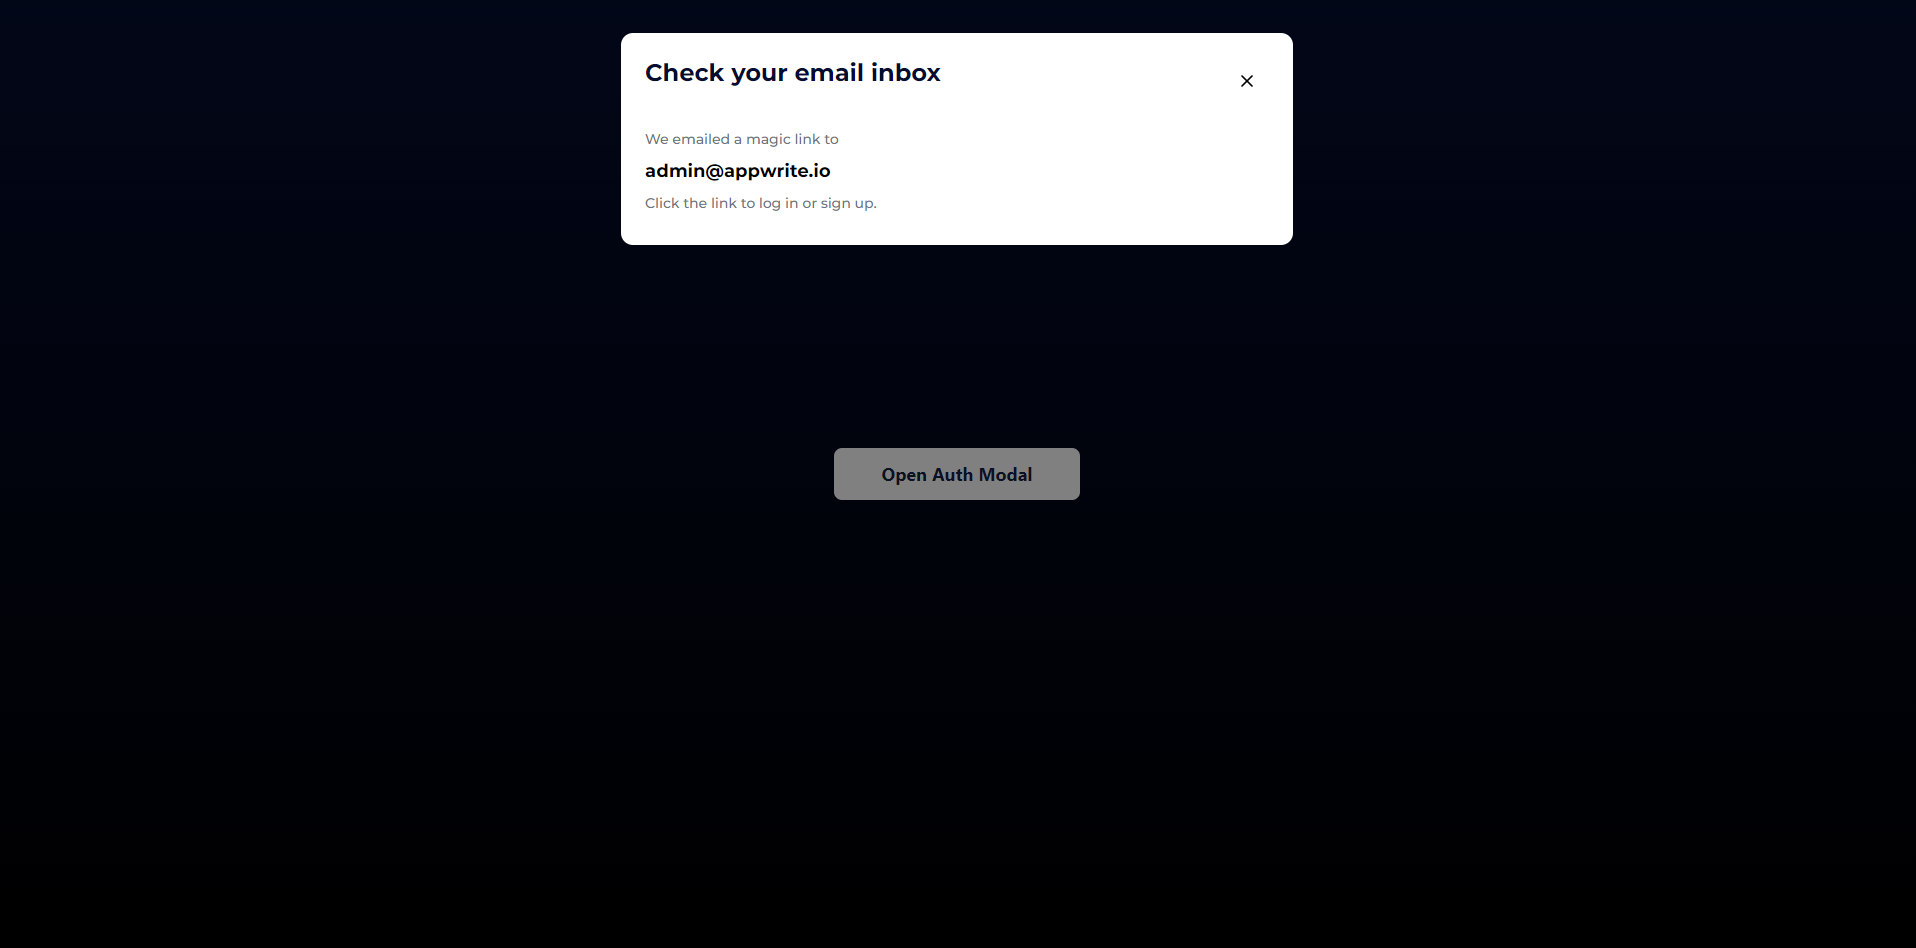 Check your email inbox
We emailed a magic link to
admin@appwrite.io
Click the link to log in or sign up.
Open Auth Modal